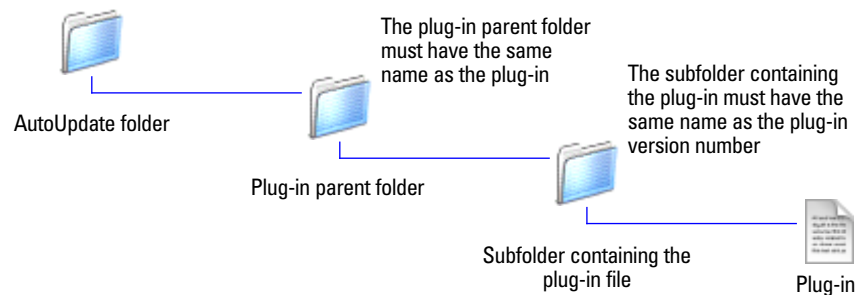 The plug-in parent folder
must have the same
name as the plug-in
The subfolder containing
the plug-in must have the
same name as the plug-in
version number
AutoUpdate folder
Plug-in parent folder
Subfolder containing the
plug-in file
Plug-in